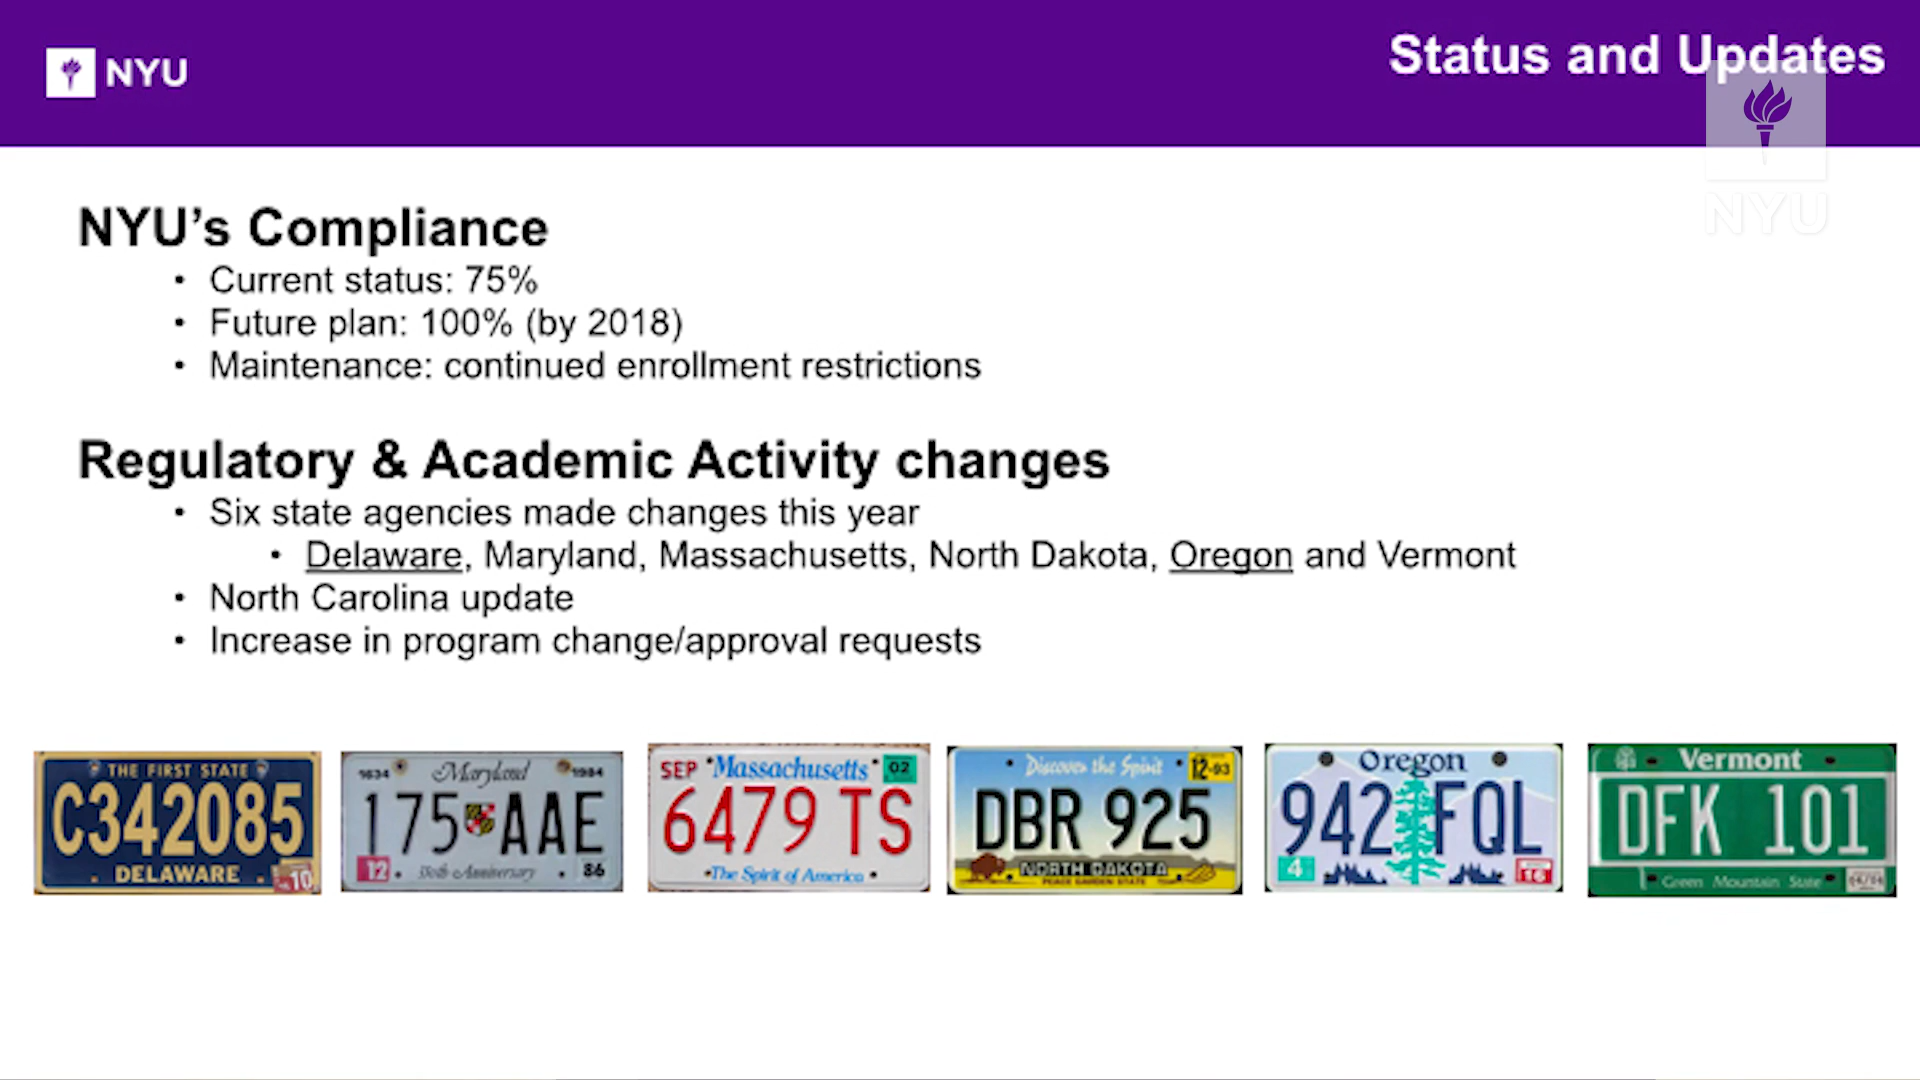 NYU
Status and Updates
NYU
NYU's Compliance
• Current status: 75%
• Future plan: 100% (by 2018)
• Maintenance: continued enrollment restrictions
Regulatory & Academic Activity changes
• Six state agencies made changes this year
• Delaware, Maryland, Massachusetts, North Dakota, Oregon and Vermont
• North Carolina update
• Increase in program change/approval requests
THE FIRST STATE
C342085
DELAWARE
10
1634 Maryland 1984
175 AAE
12 350th Anniversary 86
SEP Massachusetts 02
6479 TS
The Spirit of America
Discover the Spirit 12-93
DBR 925
NORTH DAKOTA
PEACE GARDEN STATE
Oregon
942 FQL
4 16
Vermont
DFK 101
Green Mountain State